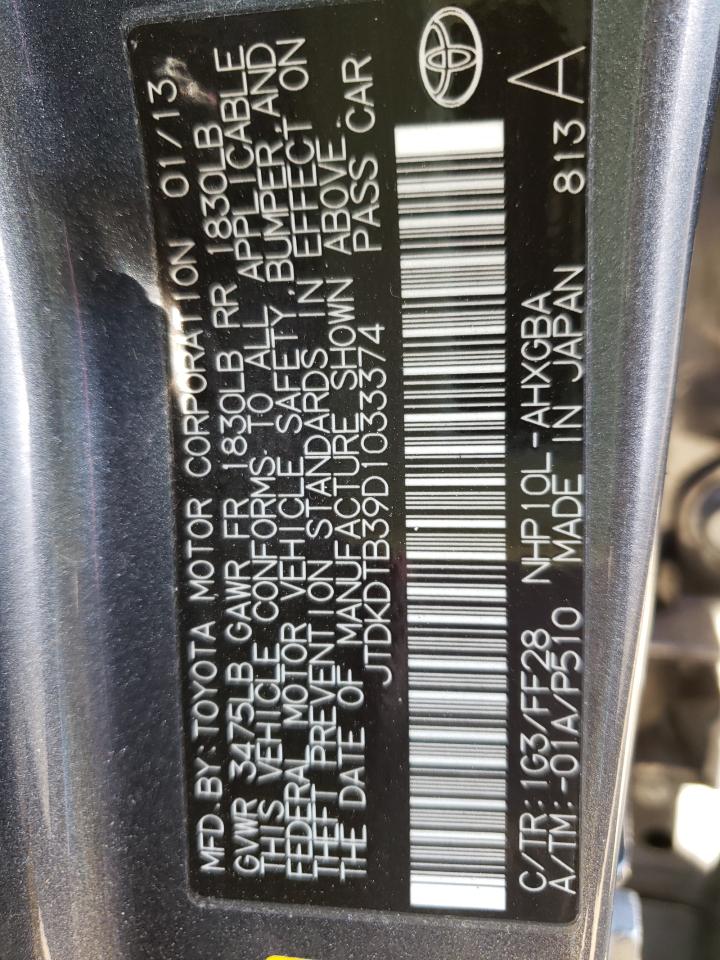 MFD.BY:TOYOTA MOTOR CORPORATION 01/13
GVWR 3475LB GAWR FR 1830LB RR 1830LB
THIS VEHICLE CONFORMS TO ALL APPLICABLE
FEDERAL MOTOR VEHICLE SAFETY,BUMPER,AND
THEFT PREVENTION STANDARDS IN EFFECT ON
THE DATE OF MANUFACTURE SHOWN ABOVE.
JTDKDTB39D1033374 PASS CAR
C/TR:1G3/FF28 NHP10L-AHXGBA 813 A
A/TM:-01A/P510 MADE IN JAPAN